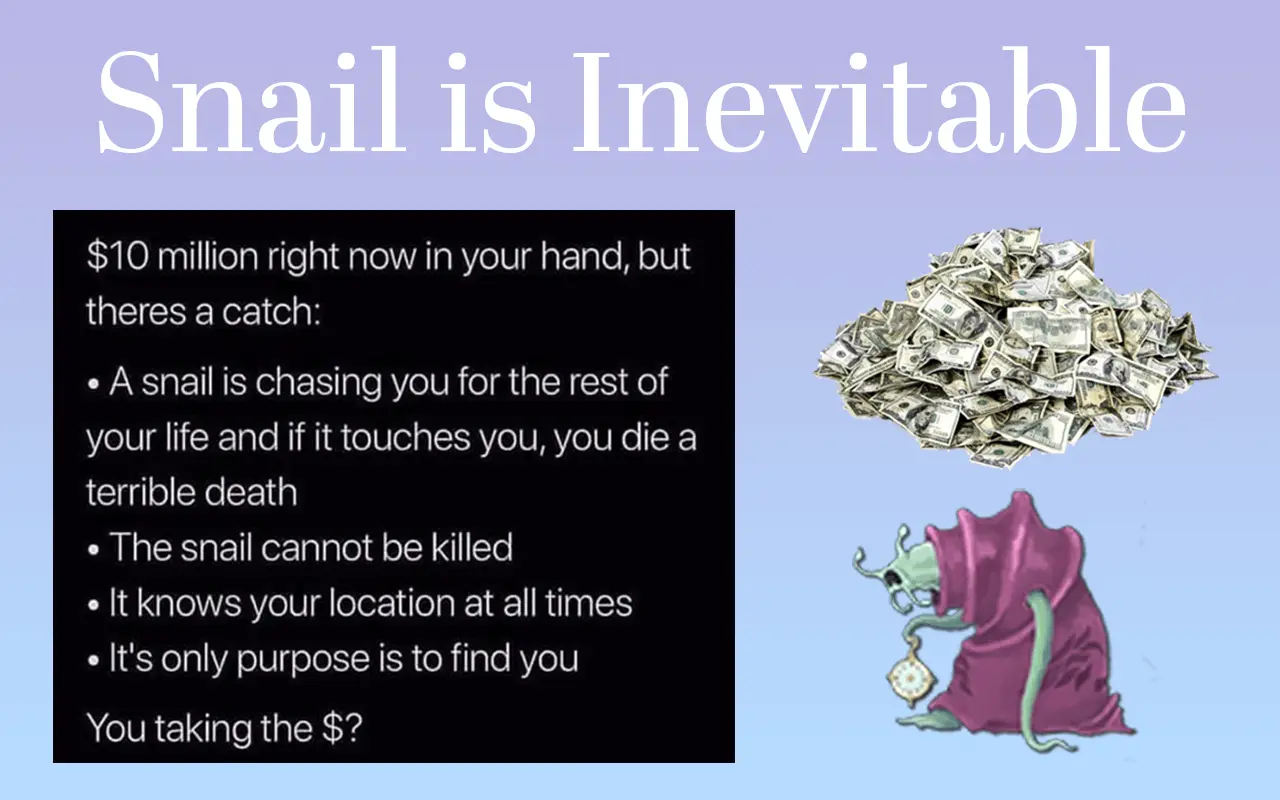 Snail is Inevitable
$10 million right now in your hand, but
theres a catch:
• A snail is chasing you for the rest of
your life and if it touches you, you die a
terrible death
• The snail cannot be killed
• It knows your location at all times
• It's only purpose is to find you
You taking the $?